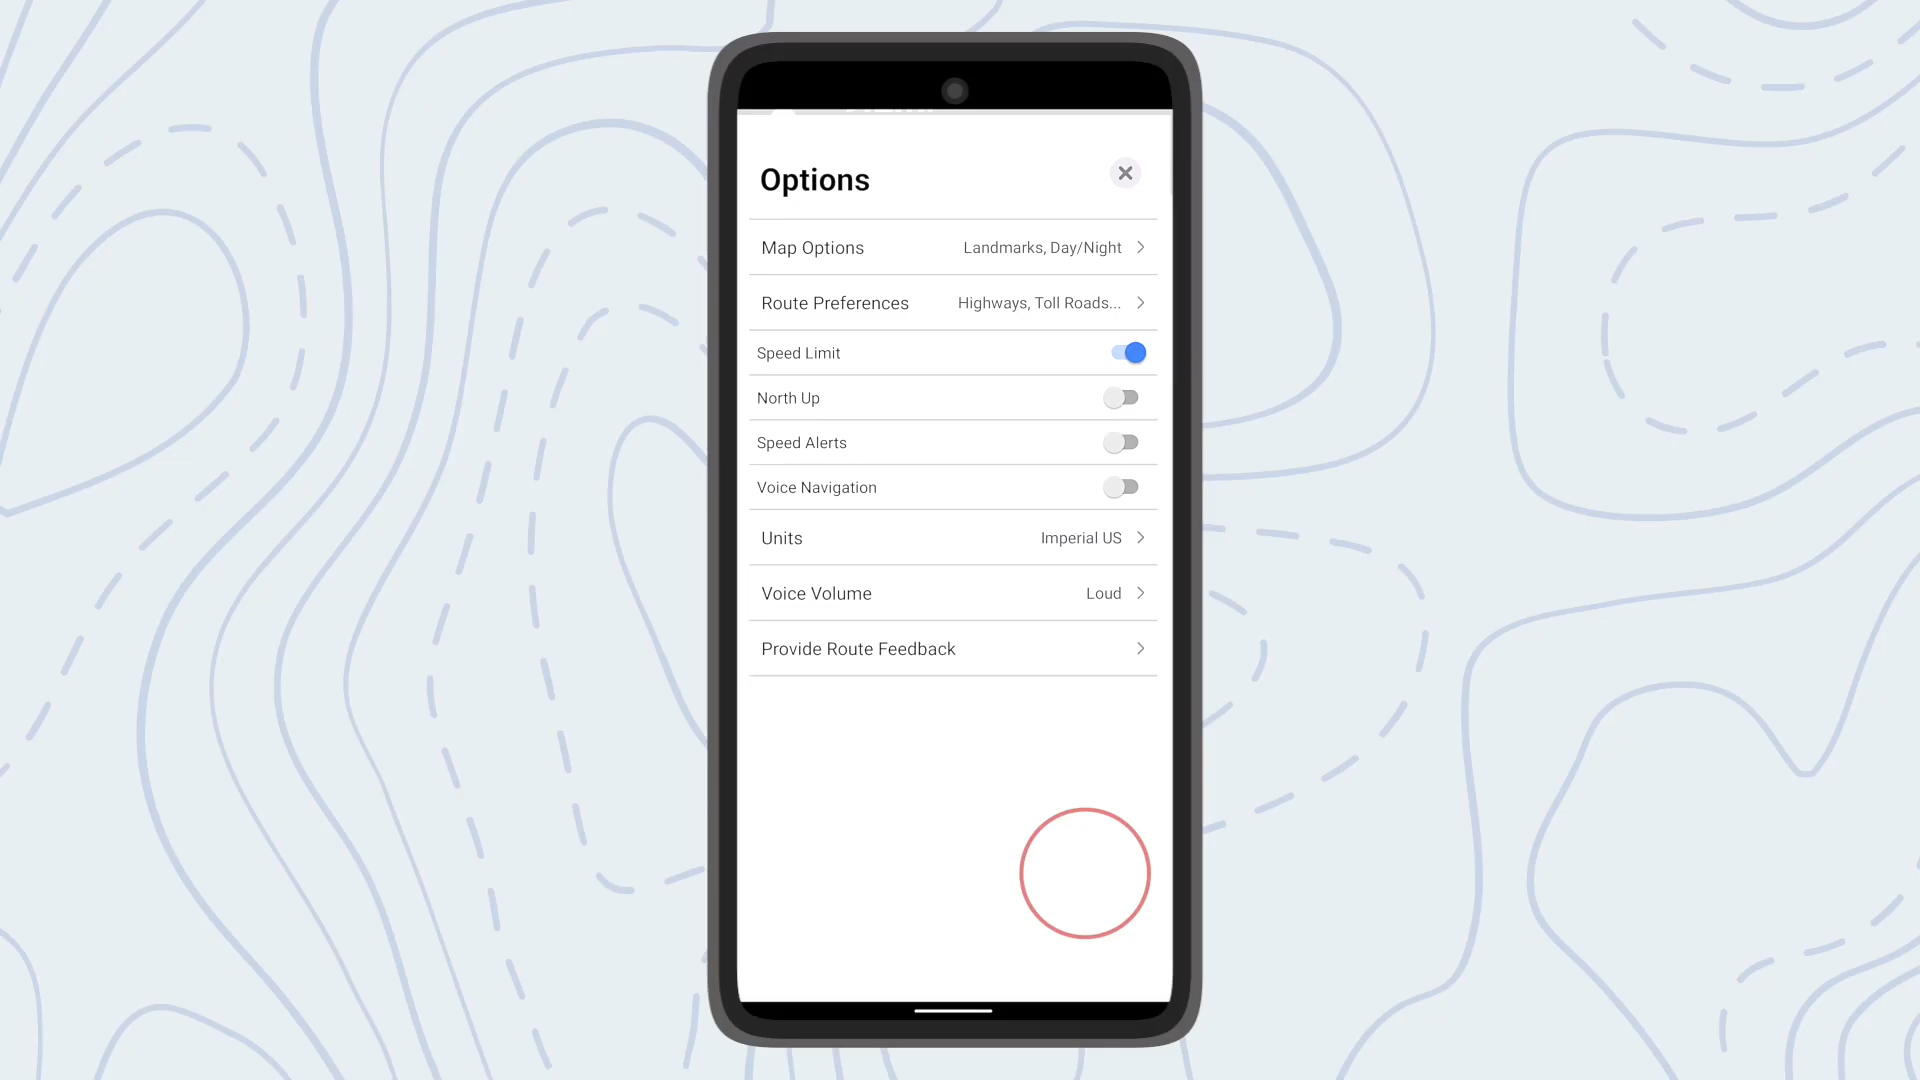 Options
Map Options Landmarks, Day/Night
Route Preferences Highways, Toll Roads...
Speed Limit
North Up
Speed Alerts
Voice Navigation
Units Imperial US
Voice Volume Loud
Provide Route Feedback